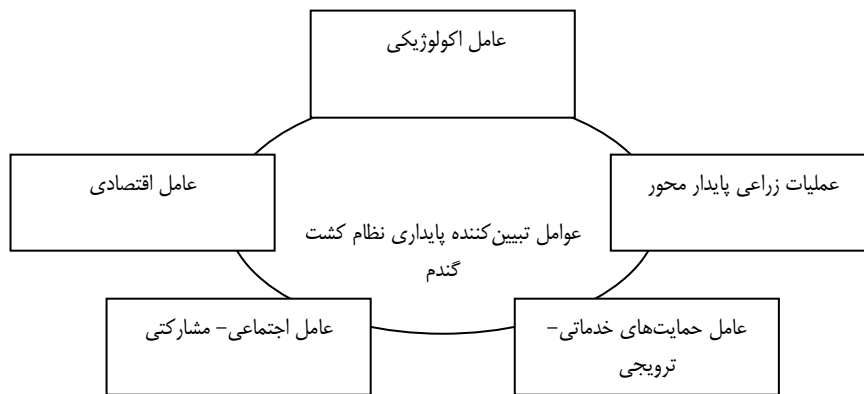 عامل اکولوژیکی
عملیات زراعی پایدار محور
عامل اقتصادی
عوامل تبیین‌کننده پایداری نظام کشت
گندم
عامل حمایت‌های خدماتی-
ترویجی
عامل اجتماعی- مشارکتی